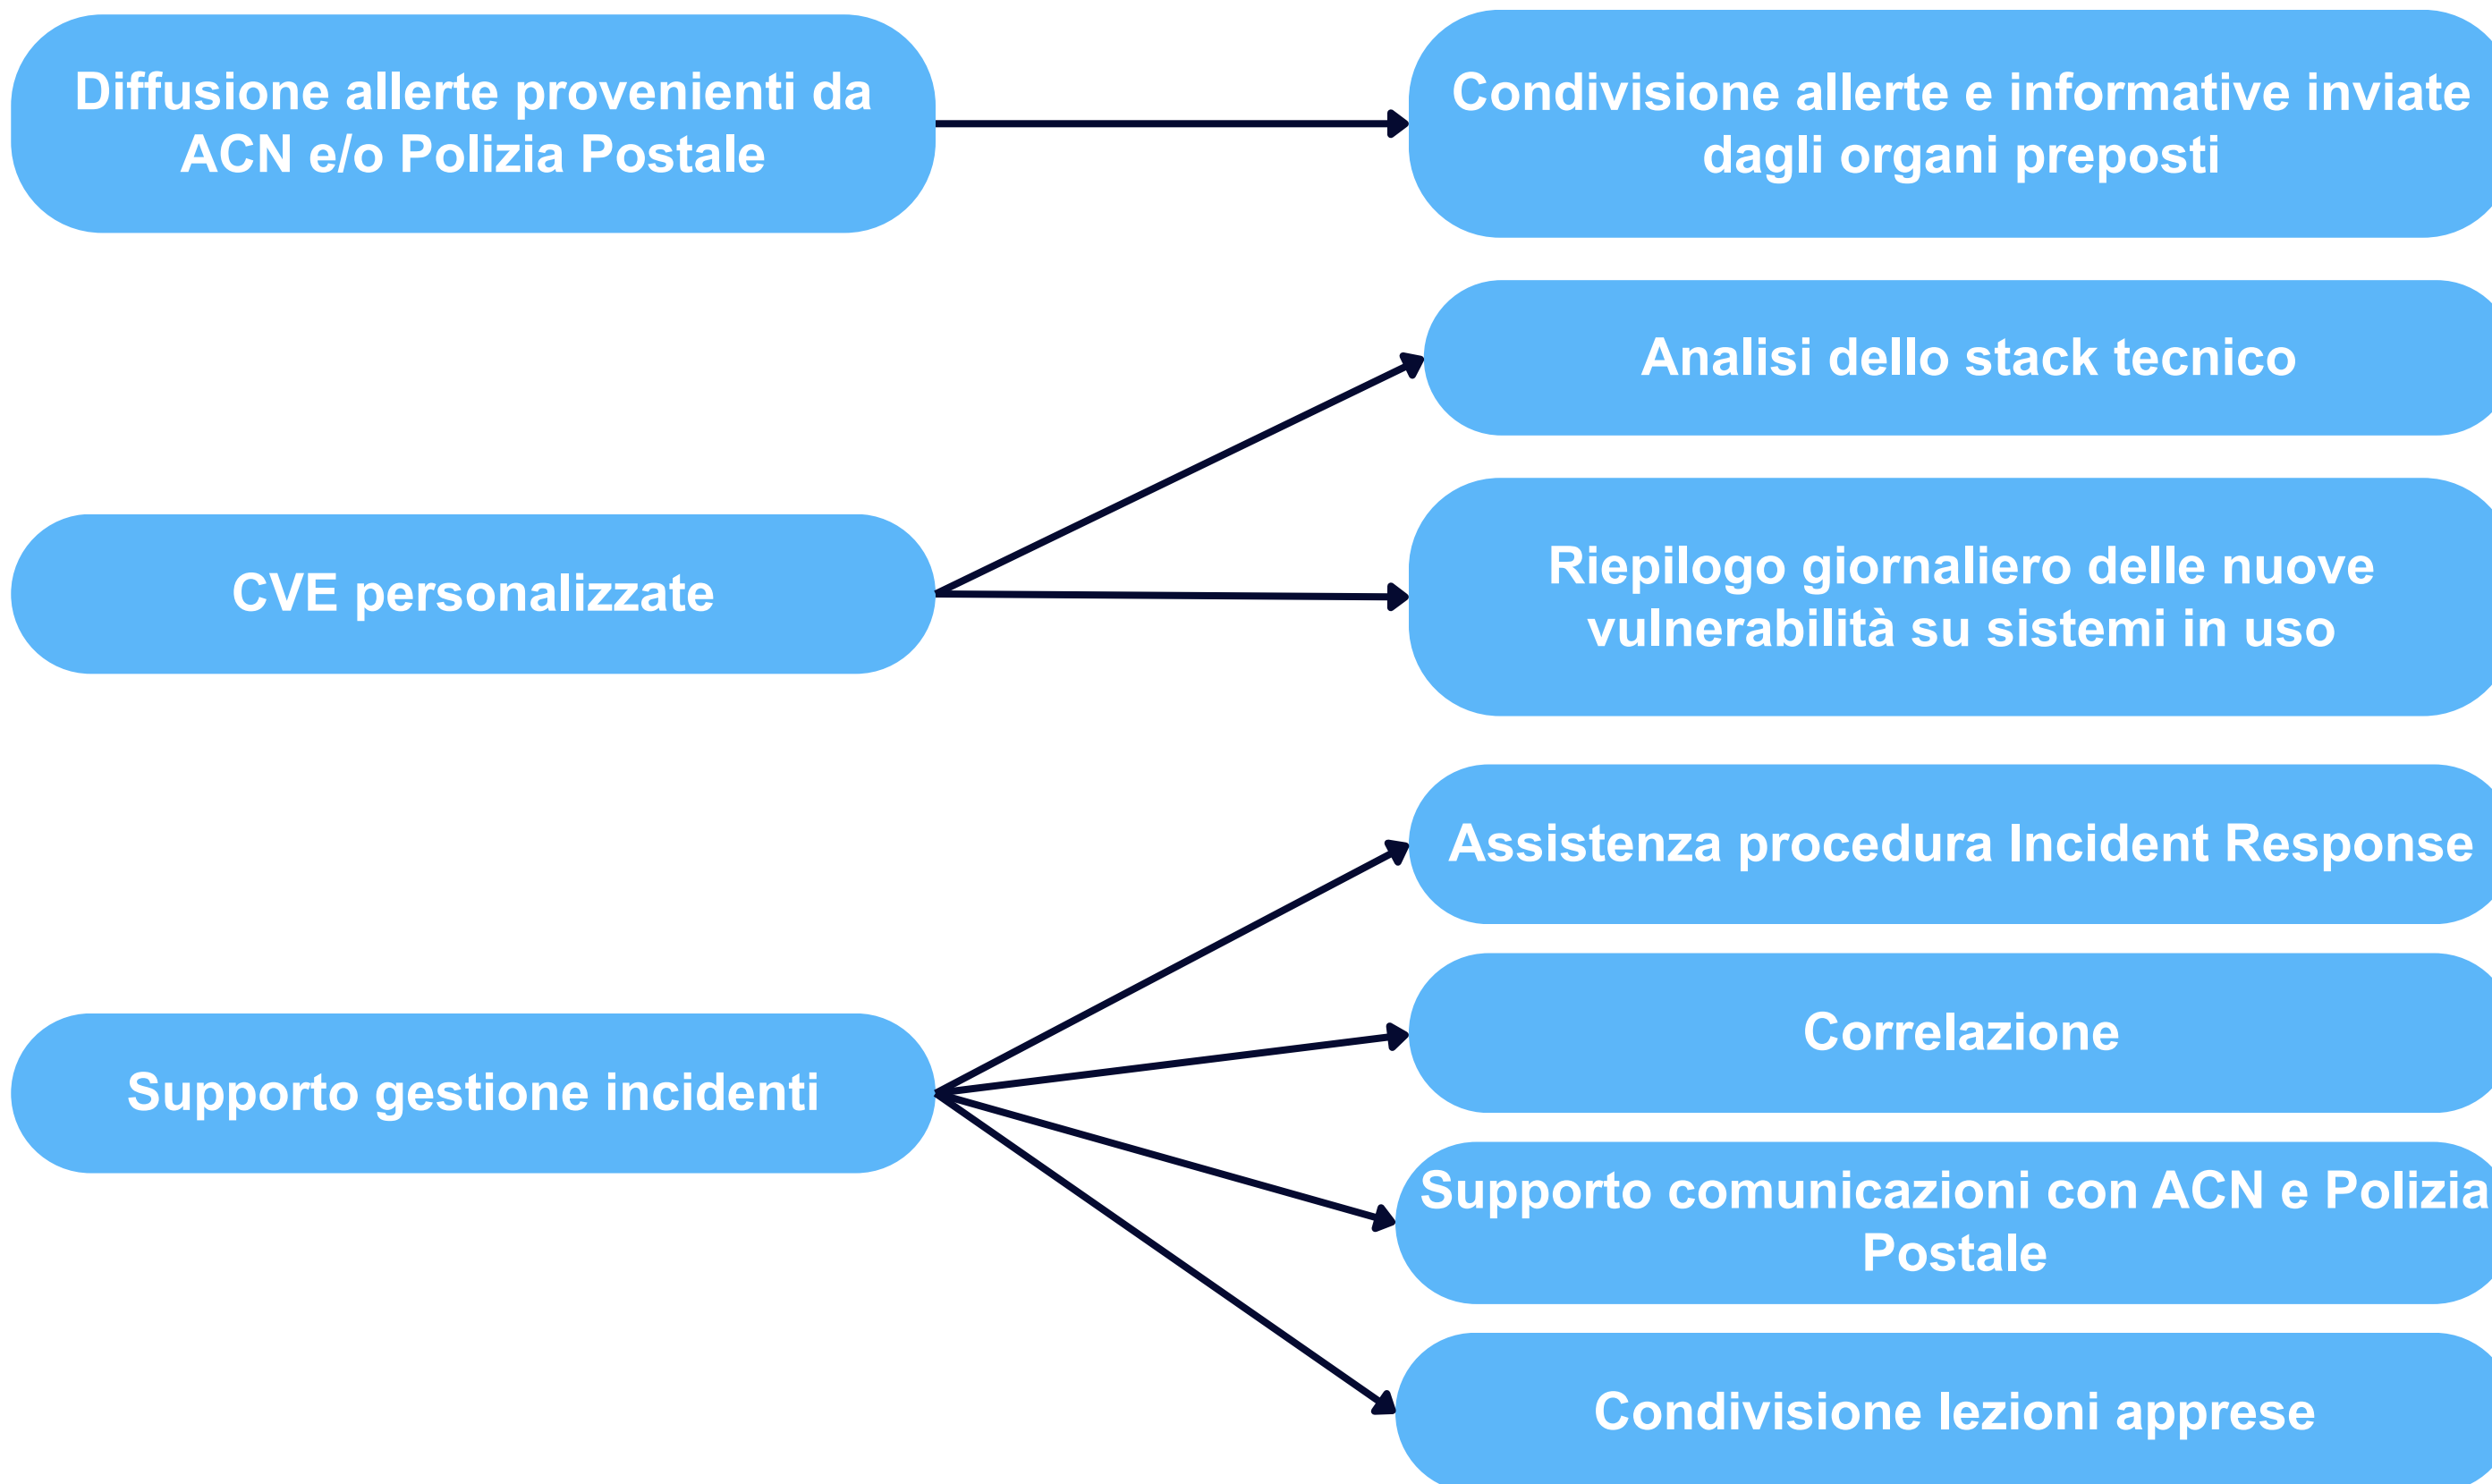 Diffusione allerte provenienti da
ACN e/o Polizia Postale
Condivisione allerte e informative inviate
dagli organi preposti
CVE personalizzate
Analisi dello stack tecnico
Riepilogo giornaliero delle nuove
vulnerabilità su sistemi in uso
Supporto gestione incidenti
Assistenza procedura Incident Response
Correlazione
Supporto comunicazioni con ACN e Polizia
Postale
Condivisione lezioni apprese